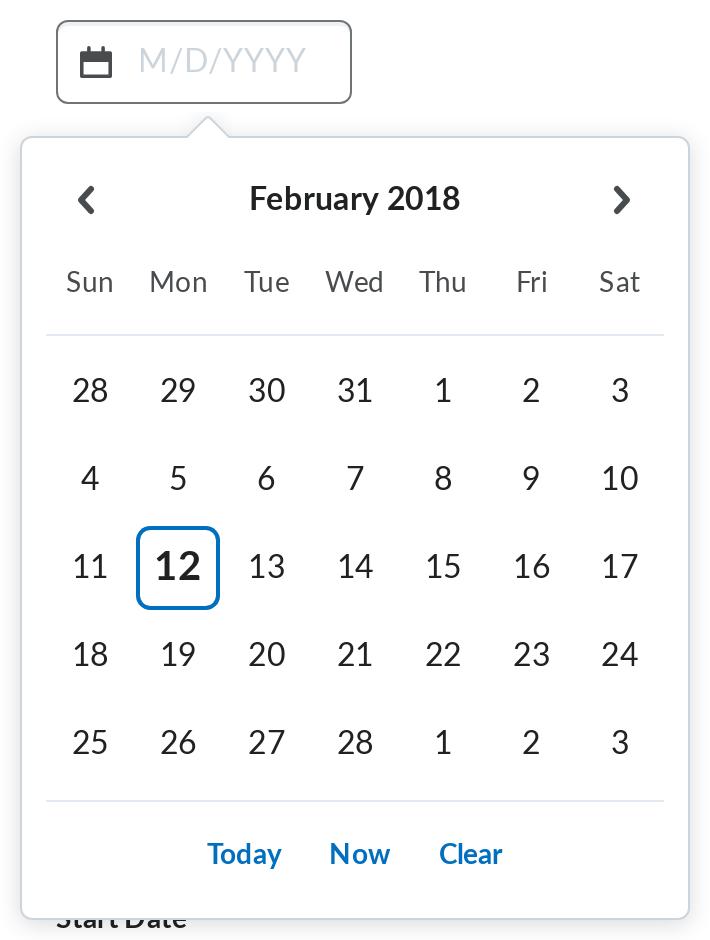 M/D/YYYY
February 2018
Sun Mon Tue Wed Thu Fri Sat
28 29 30 31 1 2 3
4 5 6 7 8 9 10
11 12 13 14 15 16 17
18 19 20 21 22 23 24
25 26 27 28 1 2 3
Today Now Clear
Start Date